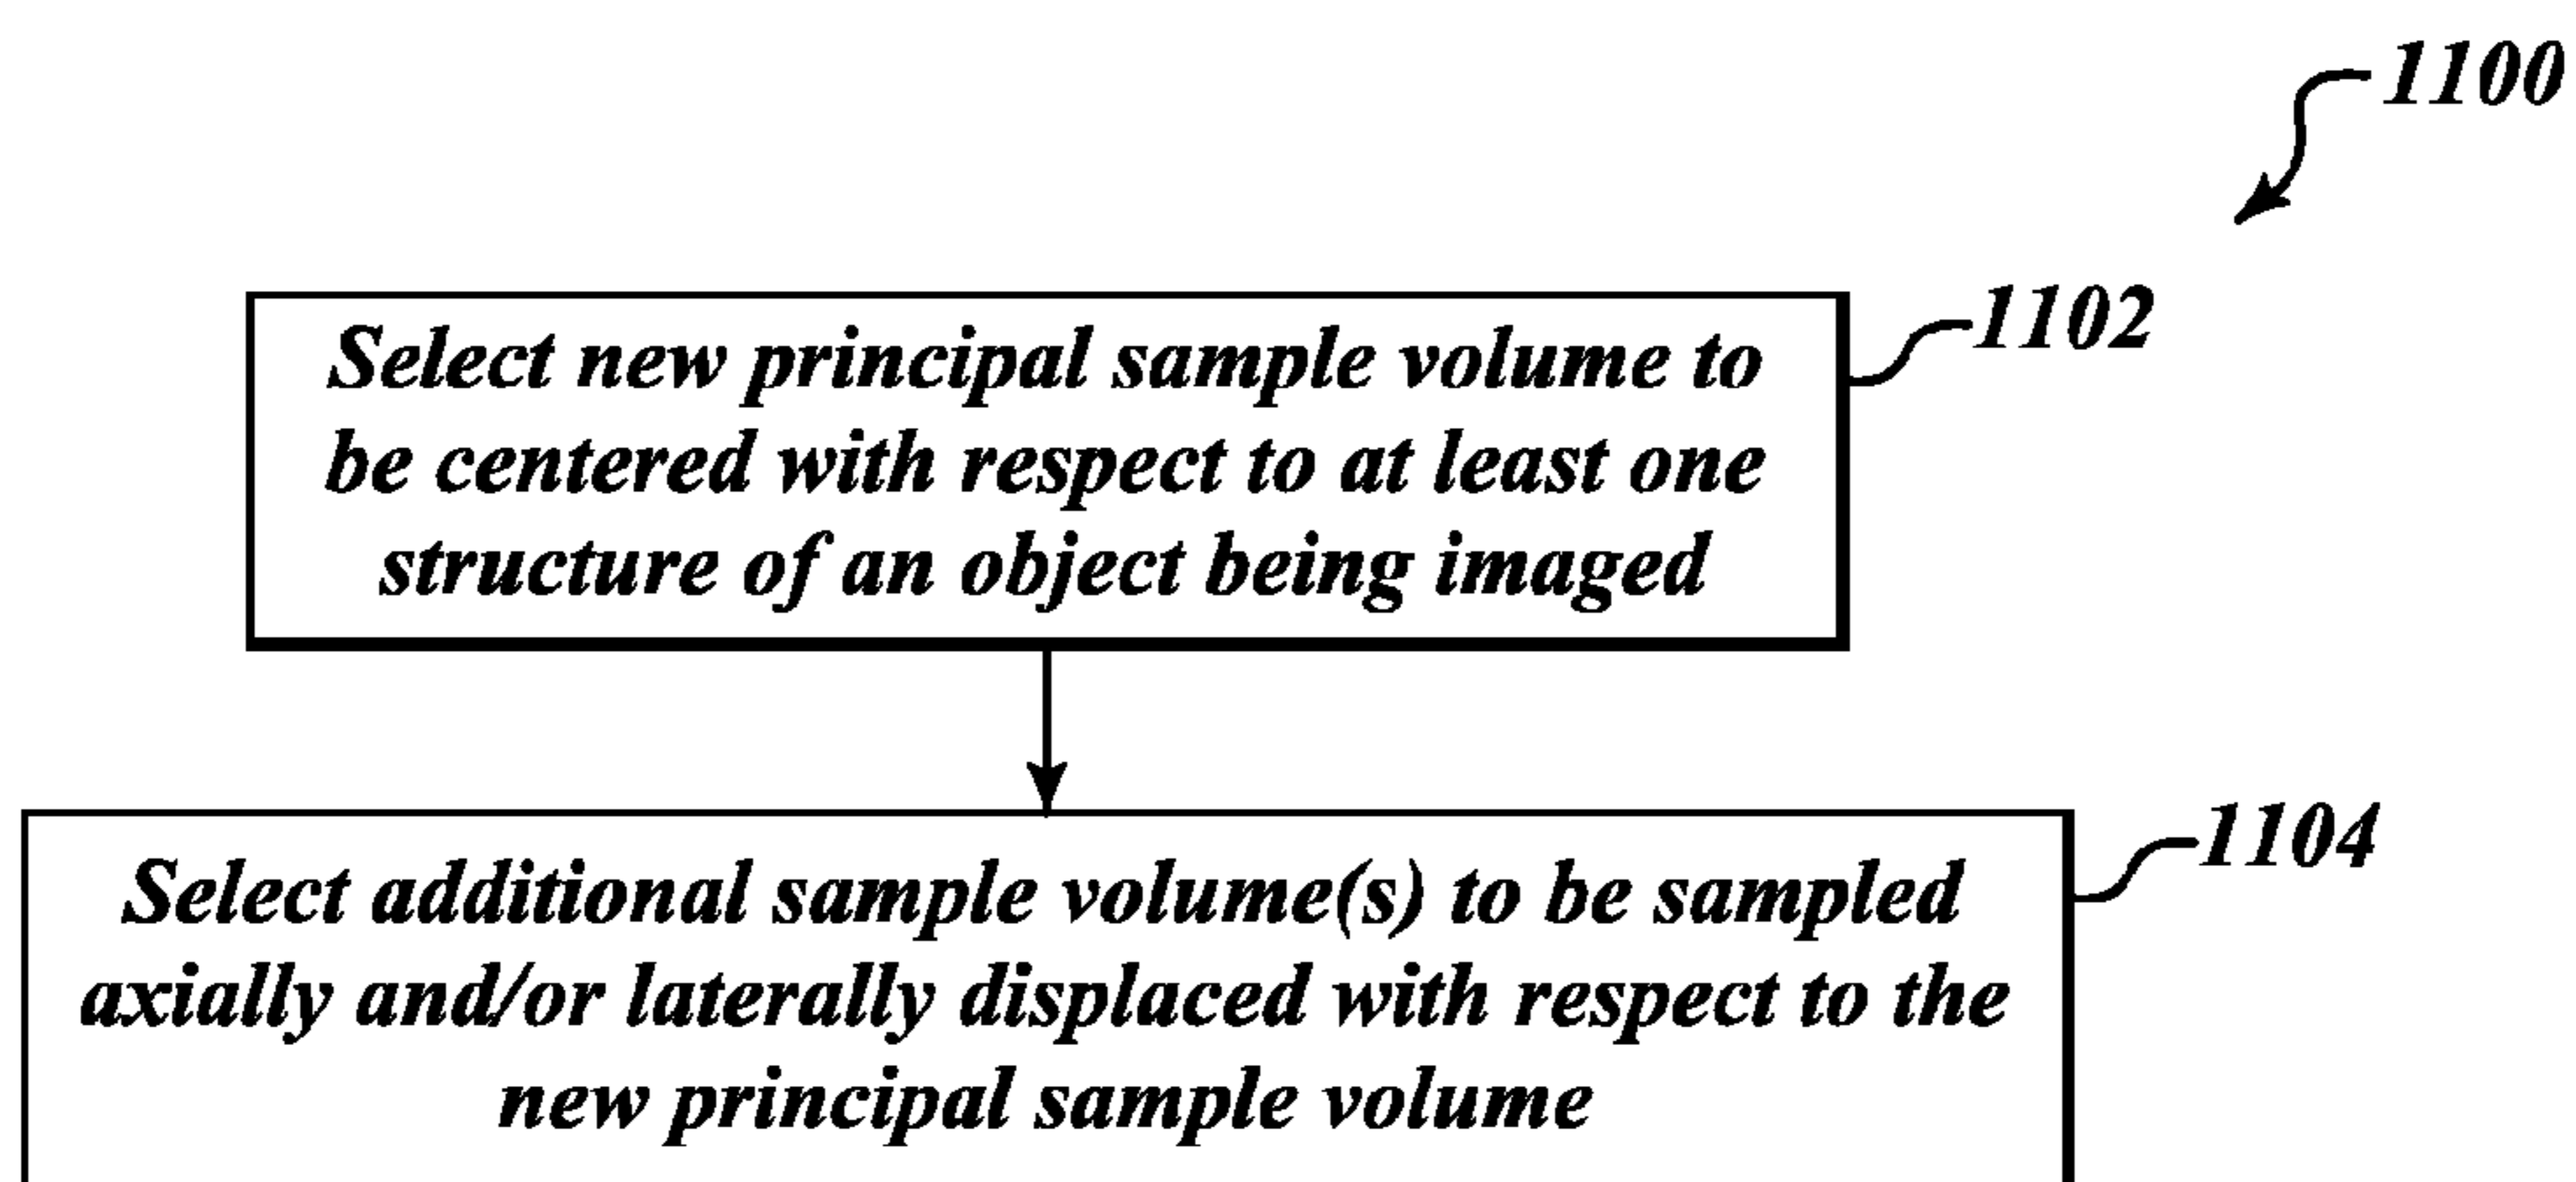 1100
1102
Select new principal sample volume to
be centered with respect to at least one
structure of an object being imaged
1104
Select additional sample volume(s) to be sampled
axially and/or laterally displaced with respect to the
new principal sample volume